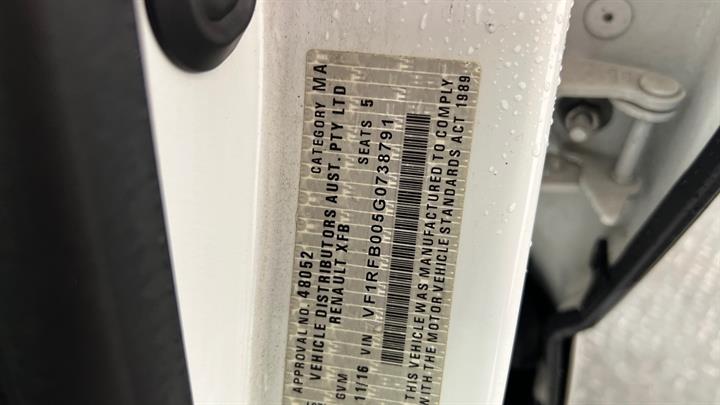 APPROVAL NO. 48052 CATEGORY MA
VEHICLE DISTRIBUTORS AUST. PTY LTD
RENAULT XFB
GVM SEATS 5
11/16 VIN VF1RFB005G0738791
THIS VEHICLE WAS MANUFACTURED TO COMPLY
WITH THE MOTOR VEHICLE STANDARDS ACT 1989